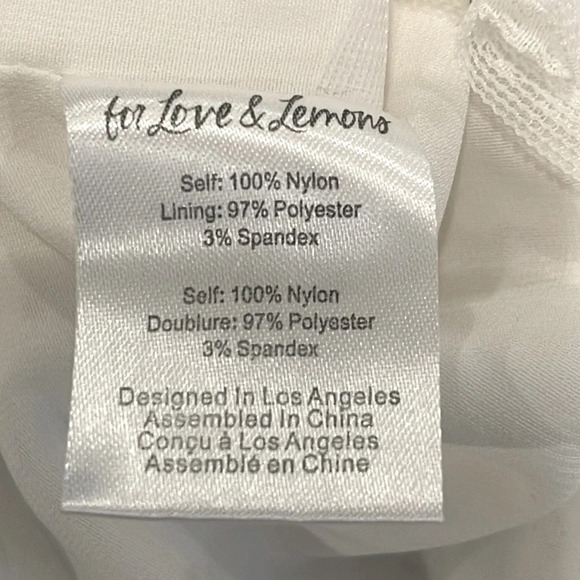 for Love & Lemons
Self: 100% Nylon
Lining: 97% Polyester
3% Spandex
Self: 100% Nylon
Doublure: 97% Polyester
3% Spandex
Designed In Los Angeles
Assembled In China
Conçu à Los Angeles
Assemblé en Chine